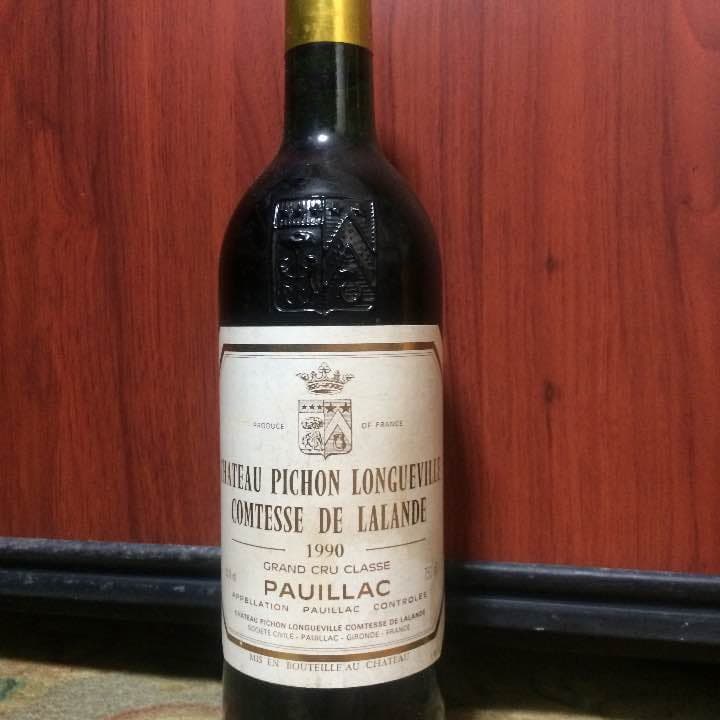 PRODUCE OF FRANCE
CHATEAU PICHON LONGUEVILLE
COMTESSE DE LALANDE
1990
GRAND CRU CLASSE
PAUILLAC
APPELLATION PAUILLAC CONTROLEE
CHATEAU PICHON LONGUEVILLE COMTESSE DE LALANDE
SOCIETE CIVILE - PAUILLAC - GIRONDE - FRANCE
MIS EN BOUTEILLE AU CHATEAU